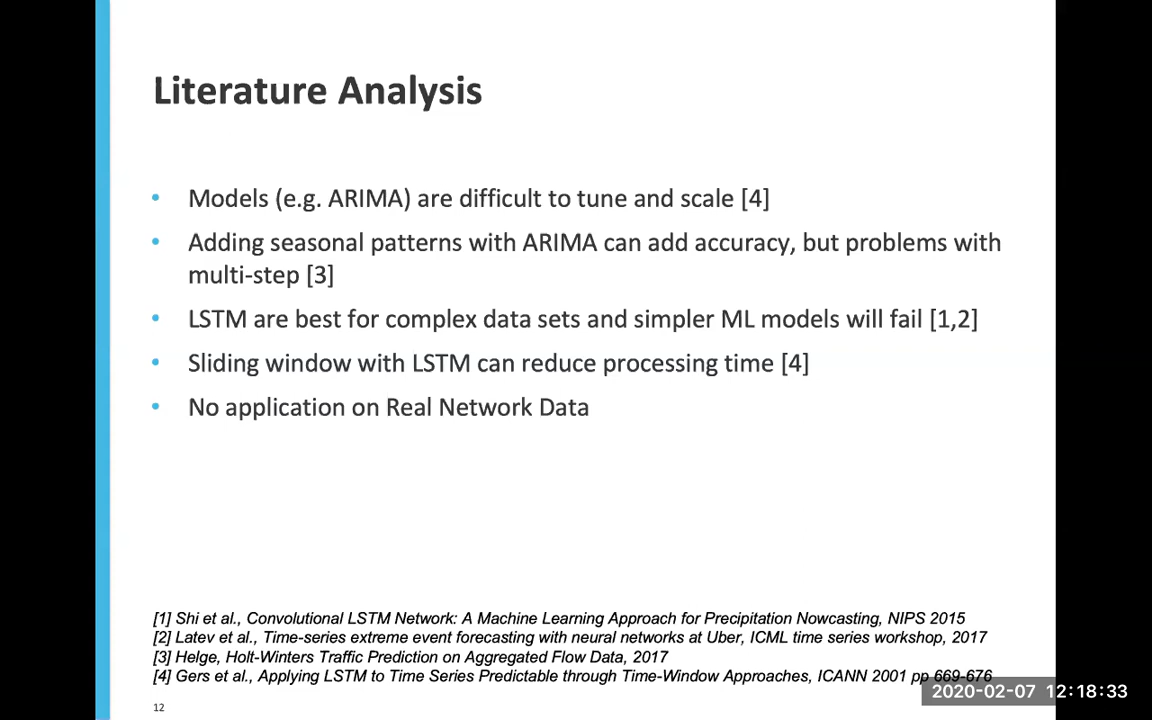 Literature Analysis
• Models (e.g. ARIMA) are difficult to tune and scale [4]
• Adding seasonal patterns with ARIMA can add accuracy, but problems with
multi-step [3]
• LSTM are best for complex data sets and simpler ML models will fail [1,2]
• Sliding window with LSTM can reduce processing time [4]
• No application on Real Network Data
[1] Shi et al., Convolutional LSTM Network: A Machine Learning Approach for Precipitation Nowcasting, NIPS 2015
[2] Latev et al., Time-series extreme event forecasting with neural networks at Uber, ICML time series workshop, 2017
[3] Helge, Holt-Winters Traffic Prediction on Aggregated Flow Data, 2017
[4] Gers et al., Applying LSTM to Time Series Predictable through Time-Window Approaches, ICANN 2001 pp 669-676
2020-02-07 12:18:33
12